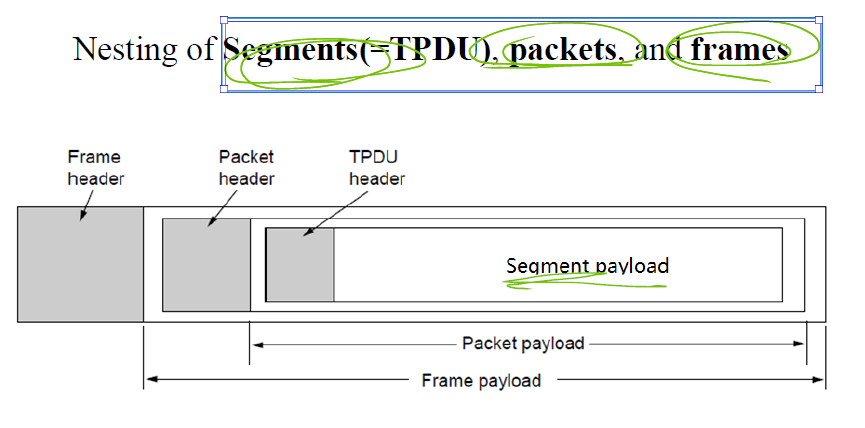 Nesting of Segments(=TPDU), packets, and frames
Frame header
Packet header
TPDU header
Segment payload
Packet payload
Frame payload